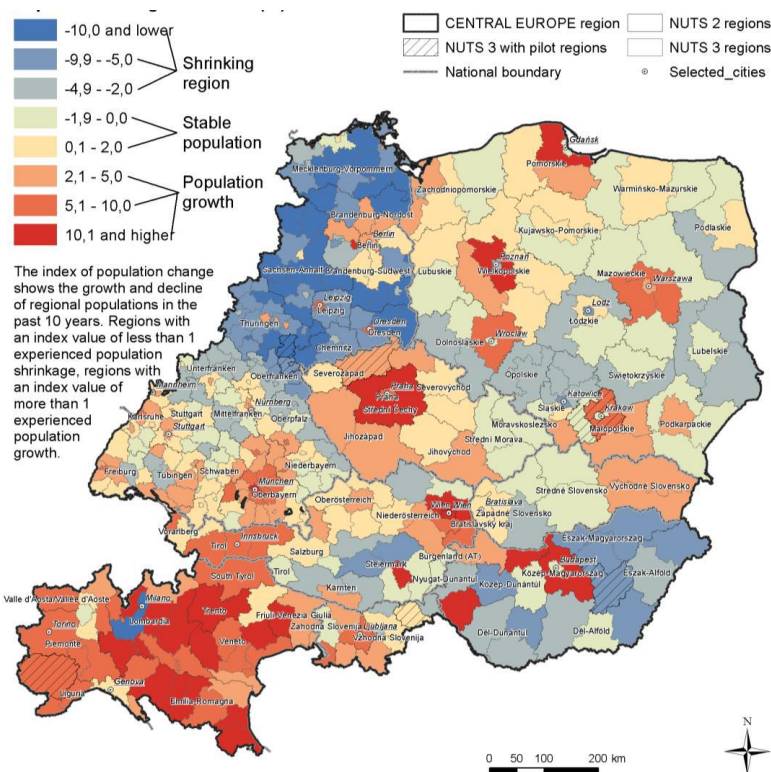 -10,0 and lower
-9,9 - -5,0
-4,9 - -2,0
-1,9 - 0,0
0,1 - 2,0
2,1 - 5,0
5,1 - 10,0
10,1 and higher
Shrinking
region
Stable
population
Population
growth
CENTRAL EUROPE region
NUTS 2 regions
NUTS 3 with pilot regions
NUTS 3 regions
National boundary
Selected_cities
The index of population change
shows the growth and decline
of regional populations in the
past 10 years. Regions with
an index value of less than 1
experienced population
shrinkage, regions with
an index value of
more than 1
experienced
population
growth.
Gdańsk
Mecklenburg-Vorpommern
Pomorskie
Zachodniopomorskie
Warmińsko-Mazurskie
Brandenburg-Nordost
Podlaskie
Berlin
Berlin
Kujawsko-Pomorskie
Poznań
Sachsen-Anhalt
Brandenburg-Südwest
Lubuskie
Wielkopolskie
Mazowieckie
Warszawa
Leipzig
Leipzig
Lodz
Łódzkie
Dresden
Dresden
Thüringen
Wroclaw
Chemnitz
Dolnoslaskie
Lubelskie
Unterfranken
Oberfranken
Severozápad
Opolskie
Świętokrzyskie
Mannheim
Praha
Praha
Severovýchod
Katowice
Śląskie
Kraków
Nürnberg
Střední Čechy
Karlsruhe
Stuttgart
Mittelfranken
Oberpfalz
Moravskoslezsko
Małopolskie
Podkarpackie
Stuttgart
Jihozápad
Střední Morava
Niederbayern
Jihovýchod
Freiburg
Tübingen
Schwaben
München
Oberbayern
Stredné Slovensko
Východné Slovensko
Oberösterreich
Wien
Wien
Bratislava
Niederösterreich
Západné Slovensko
Bratislavský kraj
Vorarlberg
Innsbruck
Tirol
Salzburg
Észak-Magyarország
Burgenland (AT)
Budapest
Steiermark
Tirol
South Tyrol
Nyugat-Dunántúl
Közép-Dunántúl
Közép-Magyarország
Észak-Alföld
Kärnten
Valle d'Aosta/Vallée d'Aoste
Milano
Trento
Friuli-Venezia Giulia
Lombardia
Zahodna Slovenija
Ljubljana
Vzhodna Slovenija
Torino
Piemonte
Veneto
Dél-Dunántúl
Dél-Alföld
Genova
Liguria
Emilia-Romagna
N
0 50 100 200 km